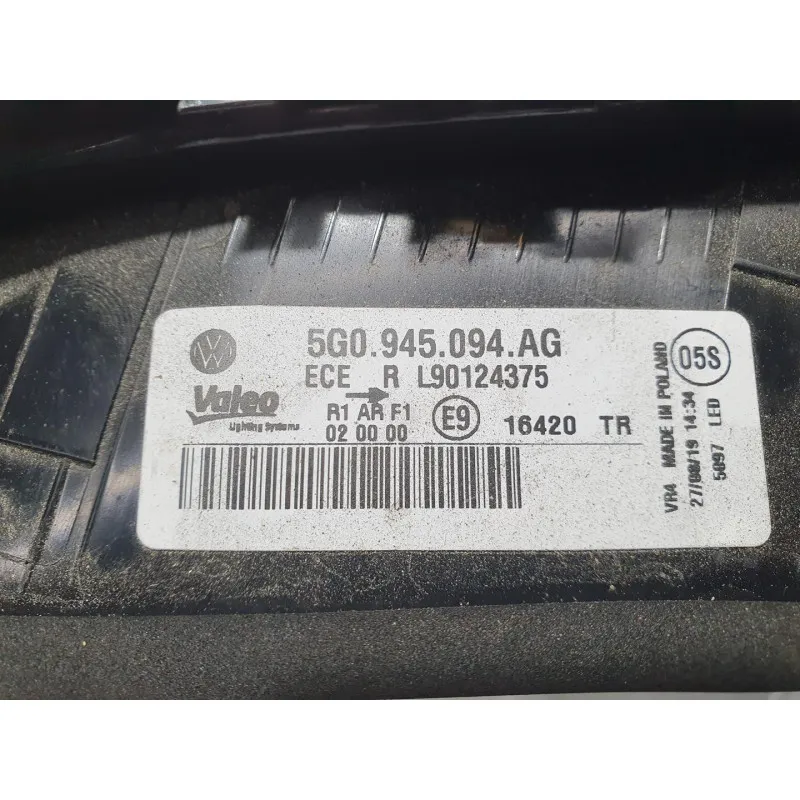 5G0.945.094.AG
ECE R L90124375
Valeo
Lighting Systems
R1 AR F1
02 00 00
E9
16420 TR
VR4 MADE IN POLAND
27/08/19 14:34
5097 LED
05S